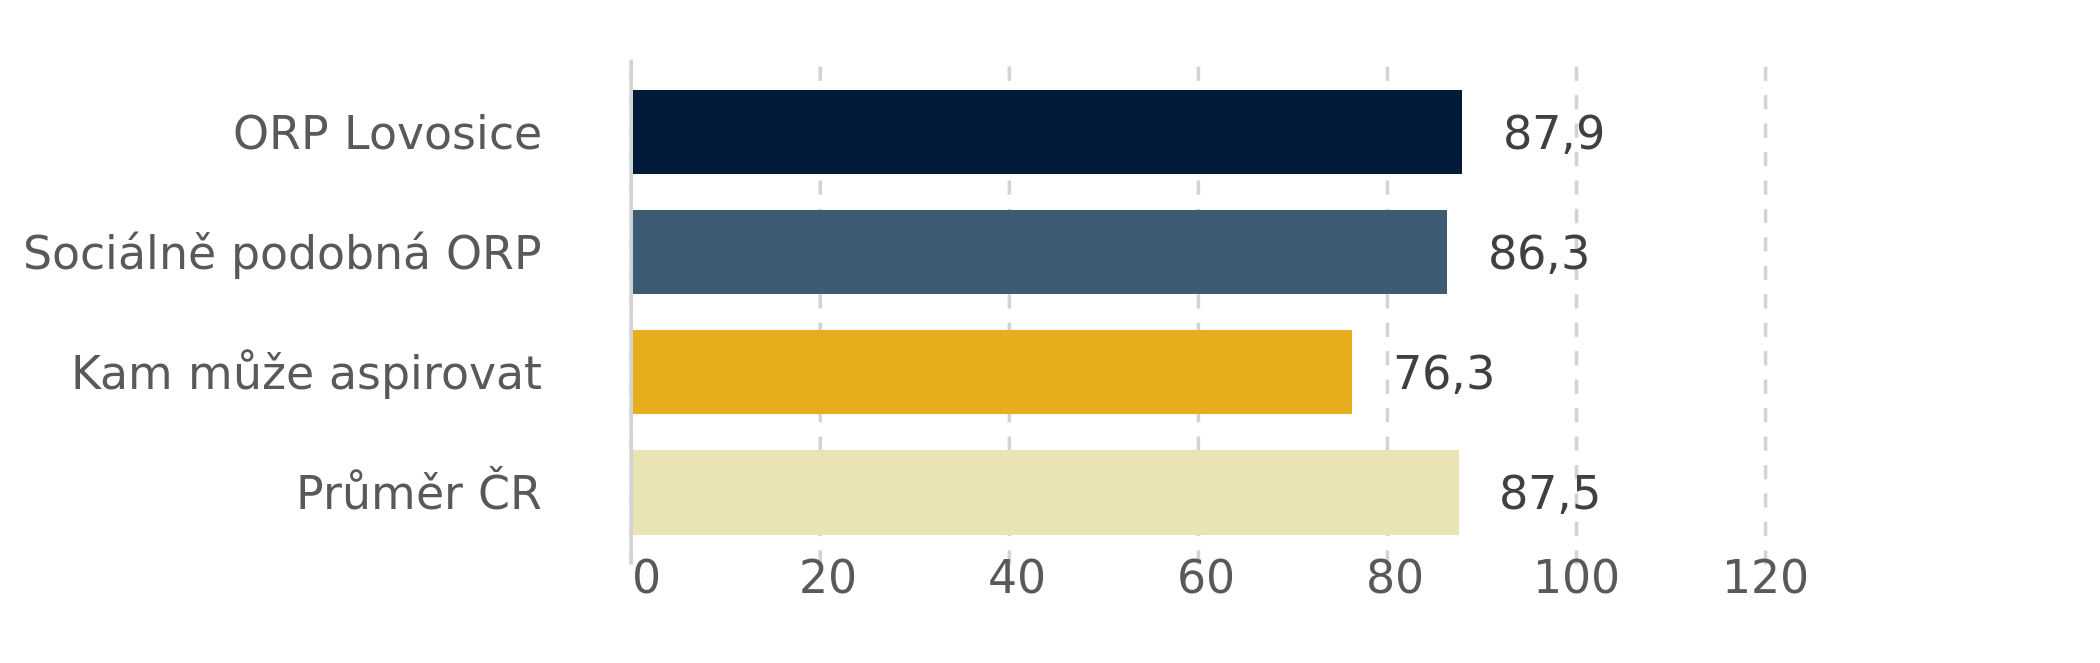 ORP Lovosice 87,9
Sociálně podobná ORP 86,3
Kam může aspirovat 76,3
Průměr ČR 87,5
0 20 40 60 80 100 120